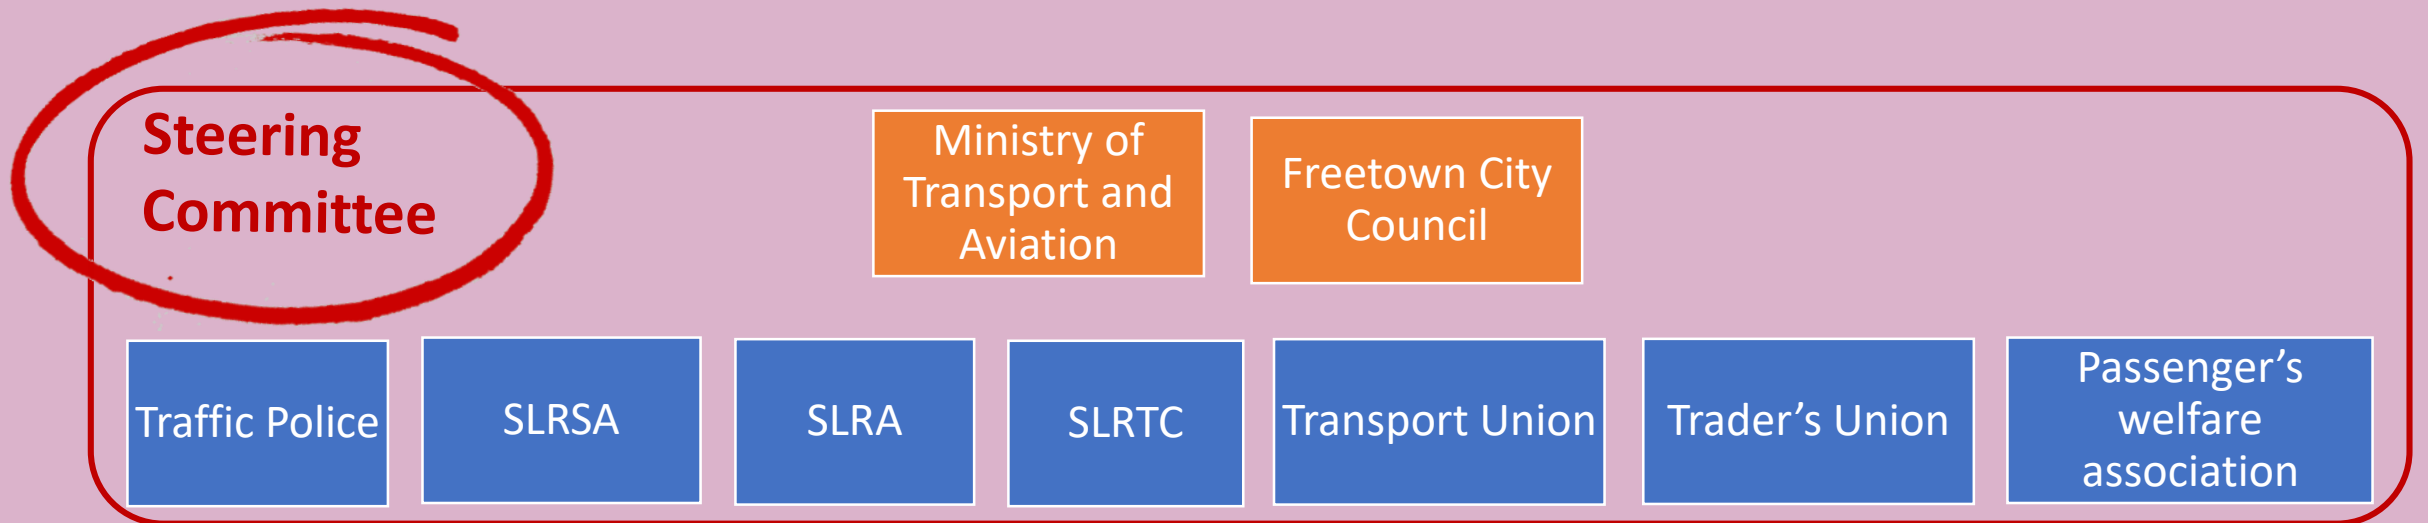 Steering
Committee
Ministry of
Transport and
Aviation
Freetown City
Council
Traffic Police
SLRSA
SLRA
SLRTC
Transport Union
Trader’s Union
Passenger’s
welfare
association